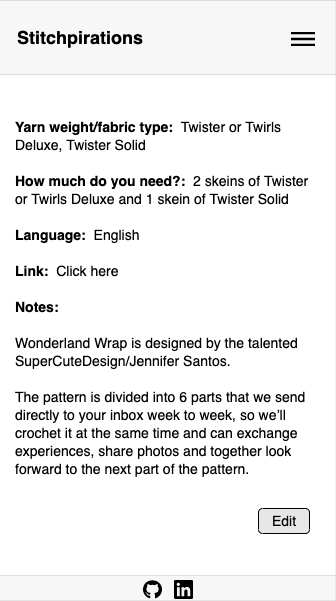 Stitchpirations
Yarn weight/fabric type: Twister or Twirls
Deluxe, Twister Solid
How much do you need?: 2 skeins of Twister
or Twirls Deluxe and 1 skein of Twister Solid
Language: English
Link: Click here
Notes:
Wonderland Wrap is designed by the talented
SuperCuteDesign/Jennifer Santos.
The pattern is divided into 6 parts that we send
directly to your inbox week to week, so we’ll
crochet it at the same time and can exchange
experiences, share photos and together look
forward to the next part of the pattern.
Edit
in